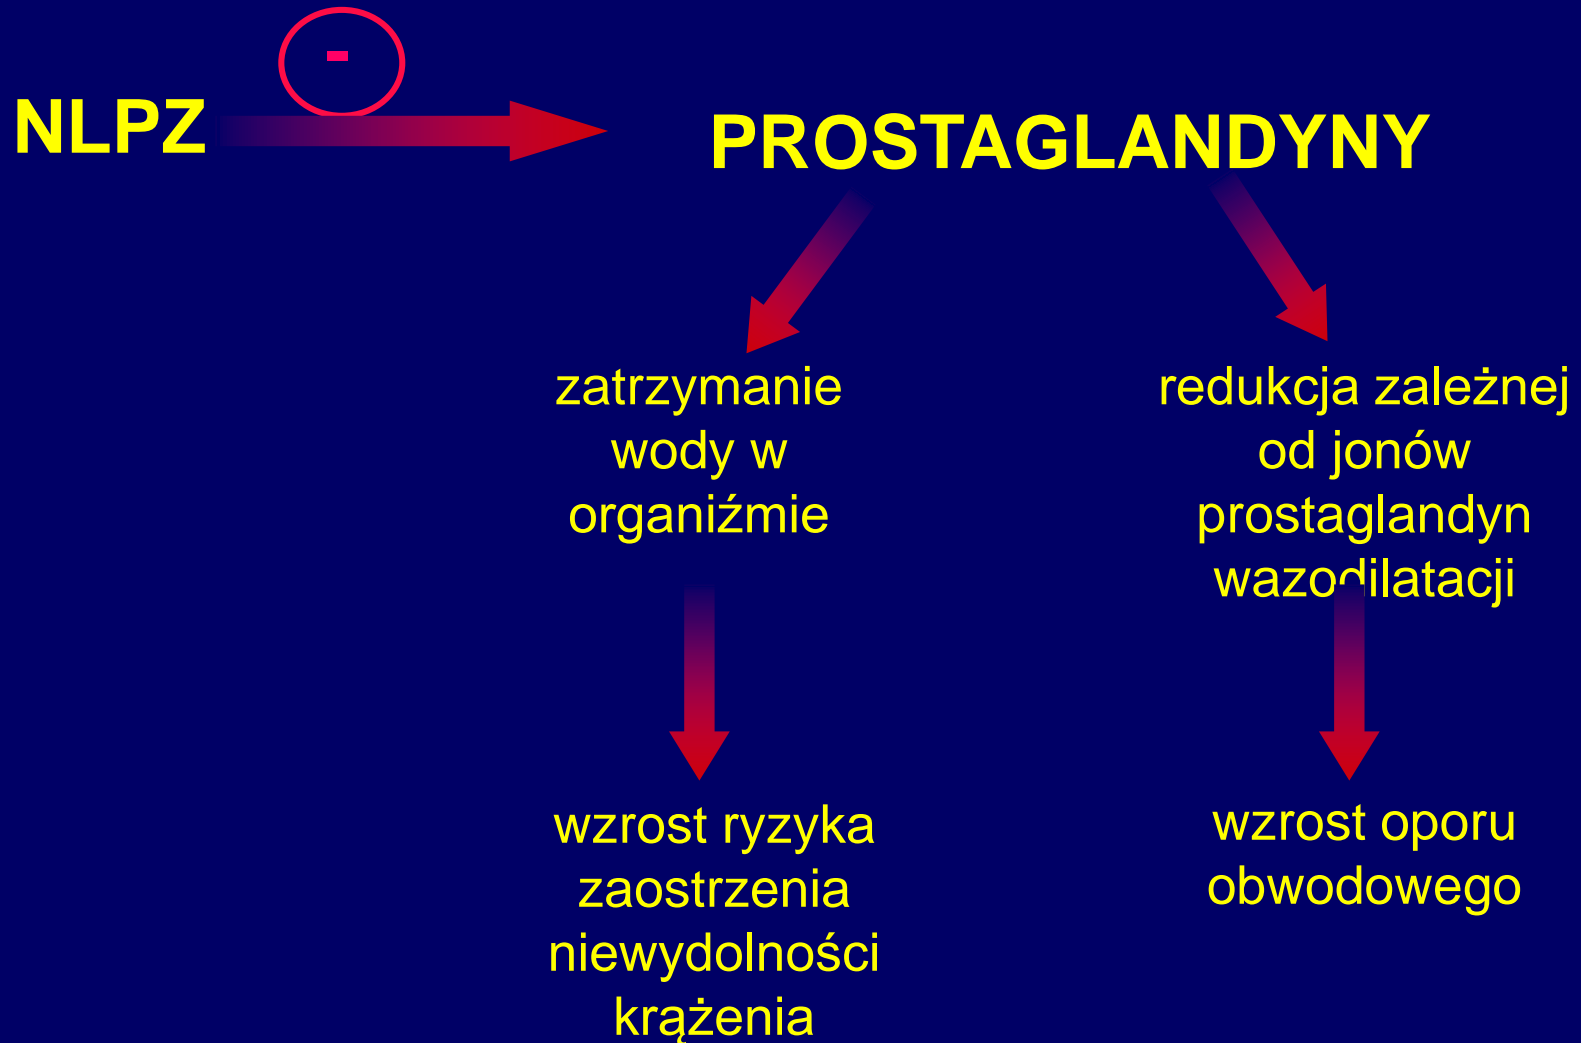 -
NLPZ
PROSTAGLANDYNY
zatrzymanie
wody w
organiźmie
redukcja zależnej
od jonów
prostaglandyn
wazodilatacji
wzrost ryzyka
zaostrzenia
niewydolności
krążenia
wzrost oporu
obwodowego